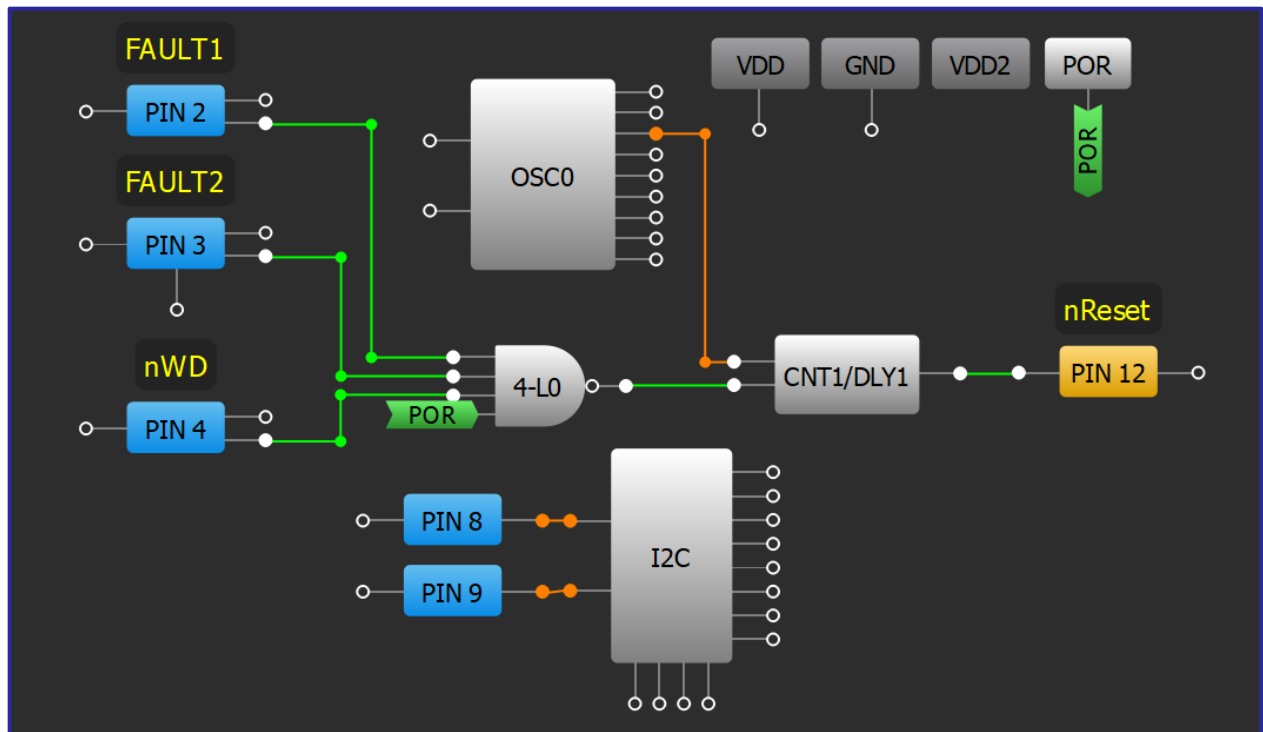 FAULT1
PIN 2
FAULT2
PIN 3
nWD
PIN 4
OSC0
VDD
GND
VDD2
POR
POR
4-L0
POR
CNT1/DLY1
nReset
PIN 12
PIN 8
PIN 9
I2C